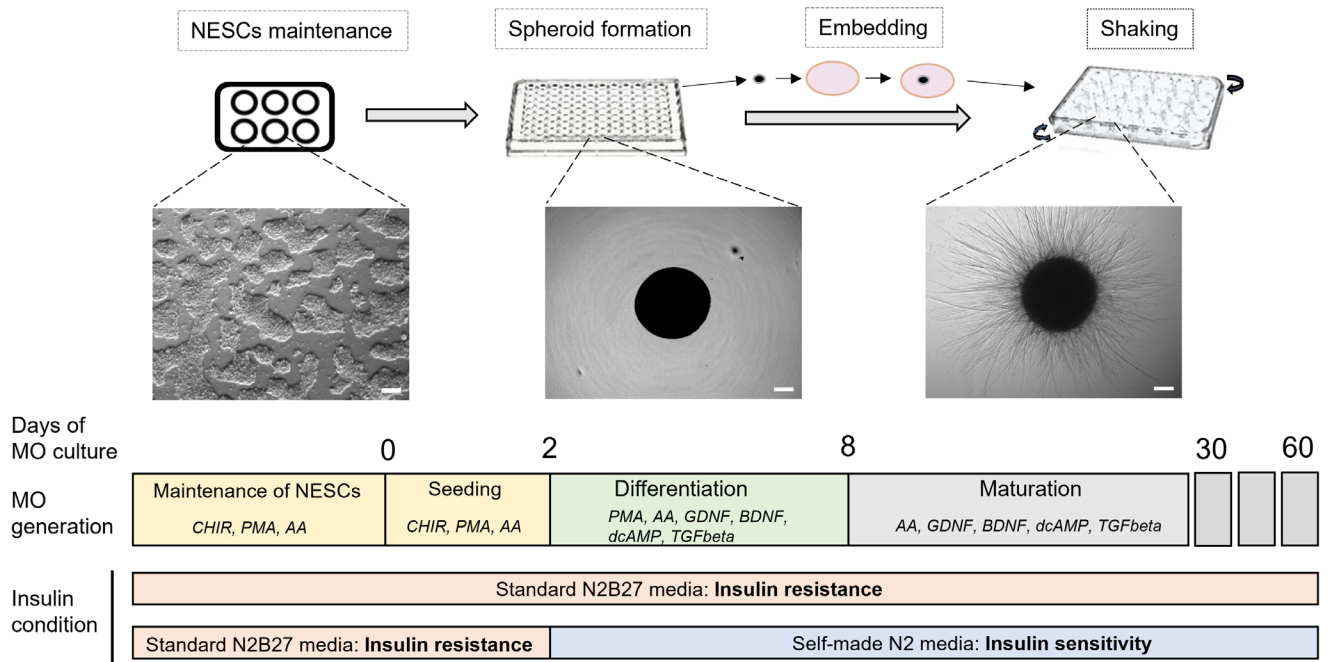 NESCs maintenance
Spheroid formation
Embedding
Shaking
Days of
MO culture
0
2
8
30
60
MO
generation
Maintenance of NESCs
CHIR, PMA, AA
Seeding
CHIR, PMA, AA
Differentiation
PMA, AA, GDNF, BDNF,
dcAMP, TGFbeta
Maturation
AA, GDNF, BDNF, dcAMP, TGFbeta
Insulin
condition
Standard N2B27 media: Insulin resistance
Standard N2B27 media: Insulin resistance
Self-made N2 media: Insulin sensitivity